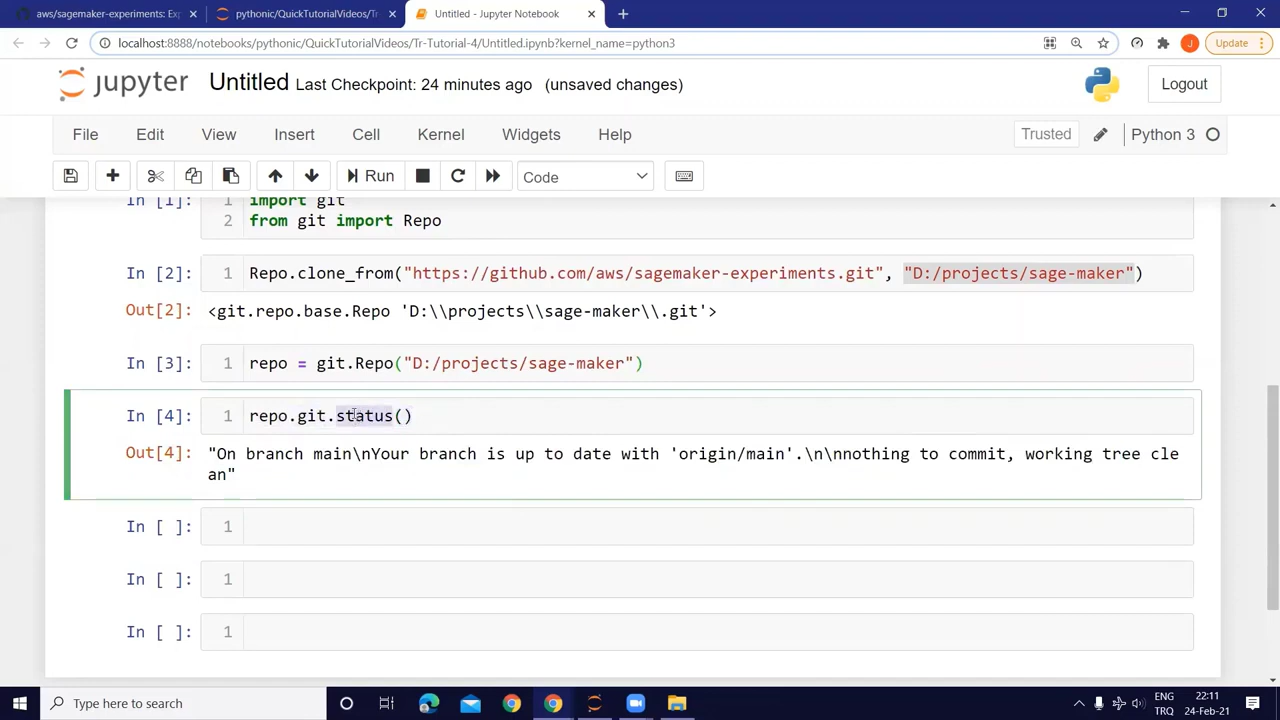 aws/sagemaker-experiments: Exp
pythonic/QuickTutorialVideos/Tr
Untitled - Jupyter Notebook
localhost:8888/notebooks/pythonic/QuickTutorialVideos/Tr-Tutorial-4/Untitled.ipynb?kernel_name=python3
J
Update
jupyter Untitled Last Checkpoint: 24 minutes ago (unsaved changes)
Logout
File Edit View Insert Cell Kernel Widgets Help
Trusted
Python 3
Run
Code
In [1]: 1 import git
2 from git import Repo
In [2]: 1 Repo.clone_from("https://github.com/aws/sagemaker-experiments.git", "D:/projects/sage-maker")
Out[2]: <git.repo.base.Repo 'D:\\projects\\sage-maker\\.git'>
In [3]: 1 repo = git.Repo("D:/projects/sage-maker")
In [4]: 1 repo.git.status()
Out[4]: "On branch main\nYour branch is up to date with 'origin/main'.\n\nnothing to commit, working tree cle
an"
In [ ]: 1
In [ ]: 1
In [ ]: 1
Type here to search
ENG
TRQ
22:11
24-Feb-21